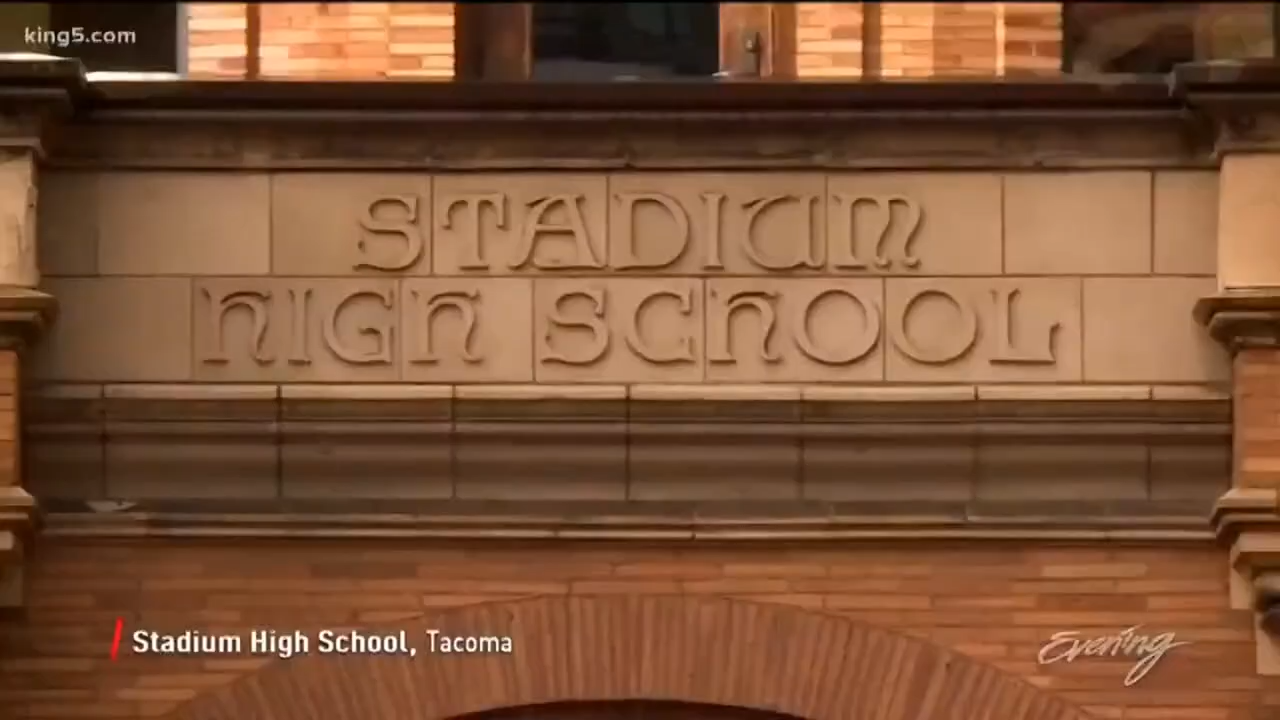 king5.com
STADIUM
HIGH SCHOOL
Stadium High School, Tacoma
Evening